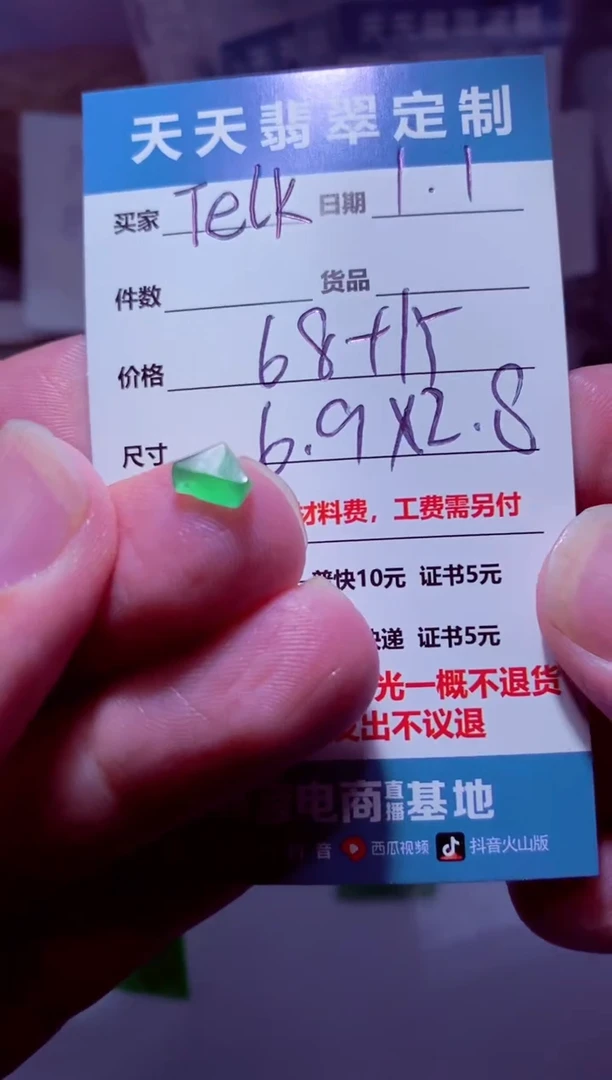 天天翡翠定制
买家 Telk 日期 1.1
件数 货品
价格 68+15
尺寸 6.9X2.8
材料费，工费需另付
普快10元 证书5元
快递 证书5元
光一概不退货
发出不议退
电商直播基地
音 西瓜视频 抖音火山版